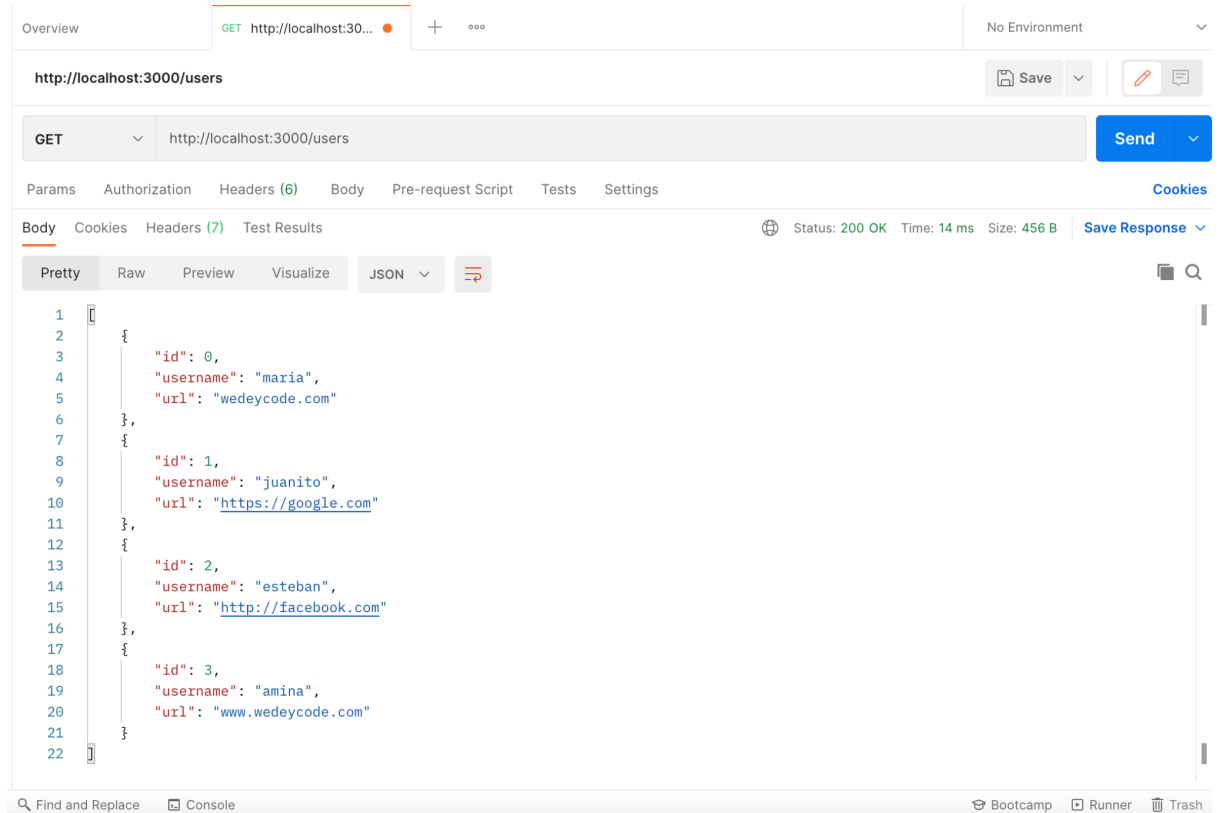 Overview GET http://localhost:30... No Environment
http://localhost:3000/users Save
GET http://localhost:3000/users Send
Params Authorization Headers (6) Body Pre-request Script Tests Settings Cookies
Body Cookies Headers (7) Test Results Status: 200 OK Time: 14 ms Size: 456 B Save Response
Pretty Raw Preview Visualize JSON
1 [
2 {
3 "id": 0,
4 "username": "maria",
5 "url": "wedeycode.com"
6 },
7 {
8 "id": 1,
9 "username": "juanito",
10 "url": "https://google.com"
11 },
12 {
13 "id": 2,
14 "username": "esteban",
15 "url": "http://facebook.com"
16 },
17 {
18 "id": 3,
19 "username": "amina",
20 "url": "www.wedeycode.com"
21 }
22 ]
Find and Replace Console Bootcamp Runner Trash